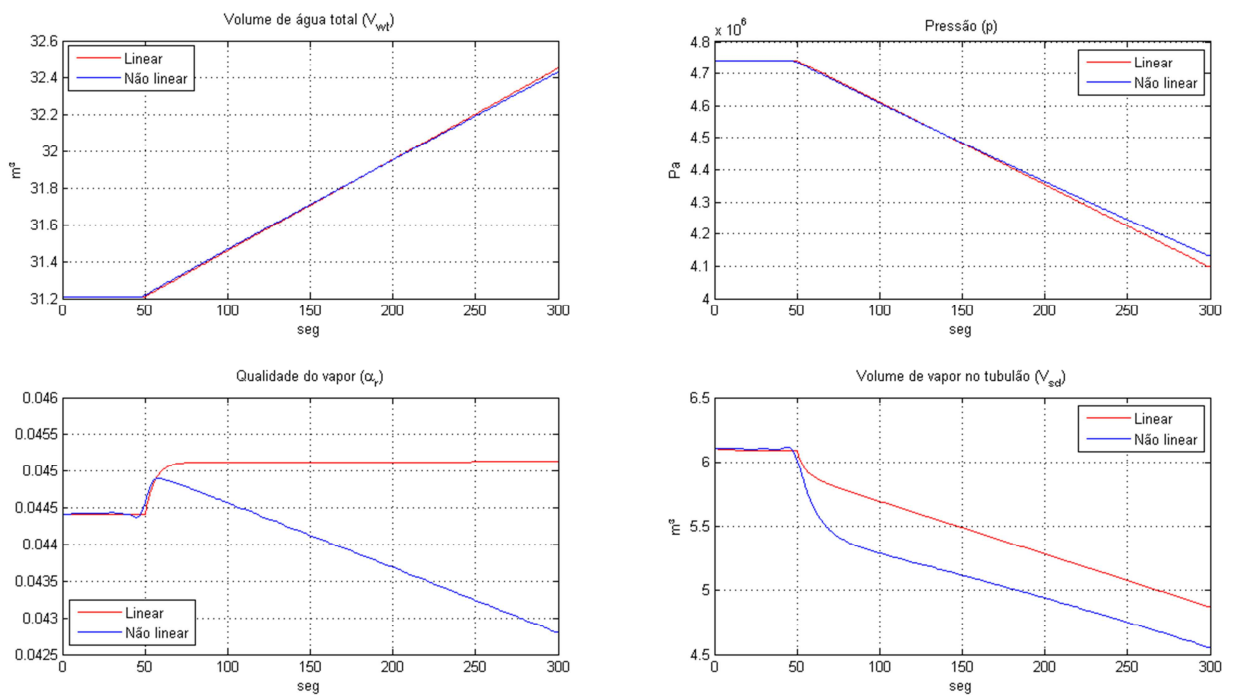 Volume de água total (Vwt)
32.6
32.4
32.2
32
31.8
31.6
31.4
31.2
m³
Linear
Não linear
0 50 100 150 200 250 300
seg
Pressão (p)
x 10⁶
4.8
4.7
4.6
4.5
4.4
4.3
4.2
4.1
4
Pa
Linear
Não linear
0 50 100 150 200 250 300
seg
Qualidade do vapor (αr)
0.046
0.0455
0.045
0.0445
0.044
0.0435
0.043
0.0425
Linear
Não linear
0 50 100 150 200 250 300
seg
Volume de vapor no tubulão (Vsd)
6.5
6
5.5
5
4.5
m³
Linear
Não linear
0 50 100 150 200 250 300
seg